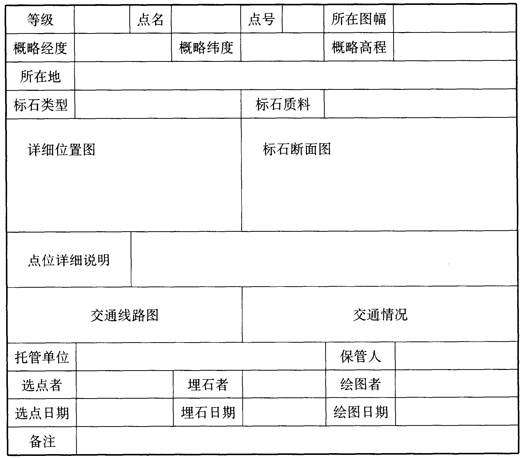 等级 点名 点号 所在图幅
概略经度 概略纬度 概略高程
所在地
标石类型 标石质料
详细位置图 标石断面图
点位详细说明
交通线路图 交通情况
托管单位 保管人
选点者 埋石者 绘图者
选点日期 埋石日期 绘图日期
备注